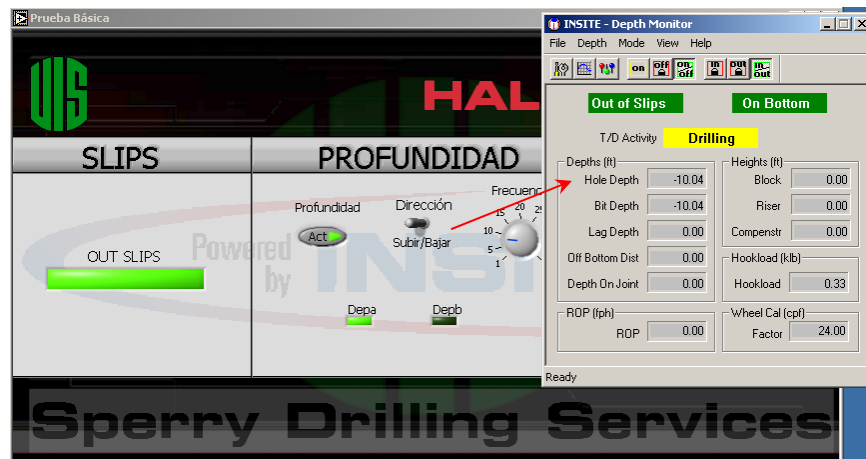 Prueba Básica
UIS
HAL
SLIPS
PROFUNDIDAD
Profundidad
Dirección
Act
Subir/Bajar
15 20
10
5
1
OUT SLIPS
Powered
by
INSI
Depa
Depb
Sperry Drilling Services
INSITE - Depth Monitor
File Depth Mode View Help
on off on off in out in out
Out of Slips
On Bottom
T/D Activity Drilling
Depths (ft)
Hole Depth -10.04
Bit Depth -10.04
Lag Depth 0.00
Off Bottom Dist 0.00
Depth On Joint 0.00
Heights (ft)
Block 0.00
Riser 0.00
Compenstr 0.00
Hookload (klb)
Hookload 0.33
ROP (fph)
ROP 0.00
Wheel Cal (cpf)
Factor 24.00
Ready